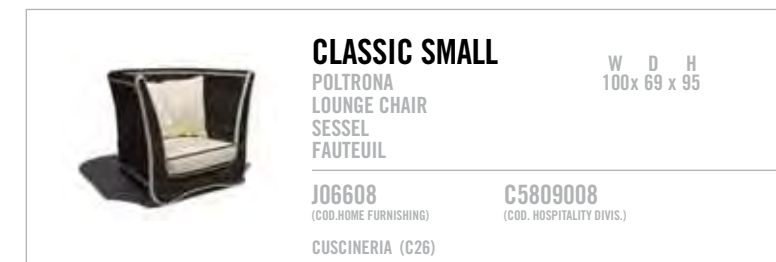 CLASSIC SMALL
W D H
POLTRONA
100x 69 x 95
LOUNGE CHAIR
SESSEL
FAUTEUIL
J06608
C5809008
(COD.HOME FURNISHING)
(COD. HOSPITALITY DIVIS.)
CUSCINERIA (C26)